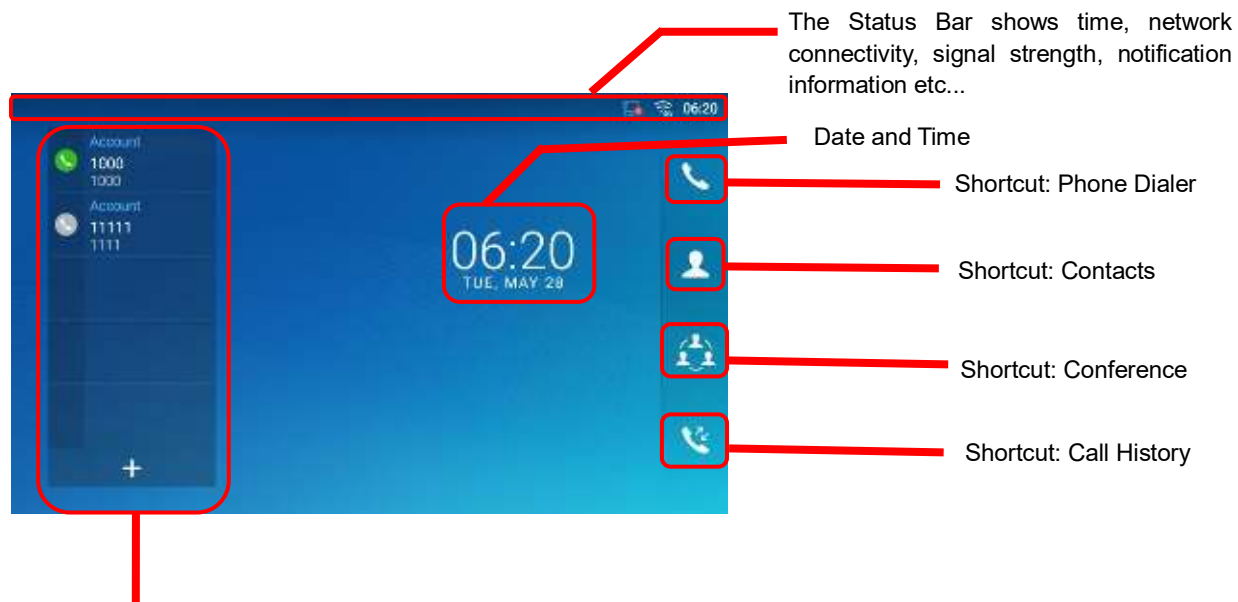 The Status Bar shows time, network
connectivity, signal strength, notification
information etc...
06:20
Account
1000
1000
Account
11111
1111
Date and Time
06:20
TUE, MAY 28
Shortcut: Phone Dialer
Shortcut: Contacts
Shortcut: Conference
Shortcut: Call History